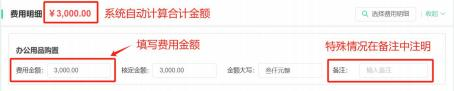 费用明细 ¥3,000.00 系统自动计算合计金额 选择费用明细 收起
填写费用金额 特殊情况在备注中注明
办公用品购置
费用金额: 3,000.00 核定金额: 3,000.00 金额大写: 叁仟元整 备注: 输入备注